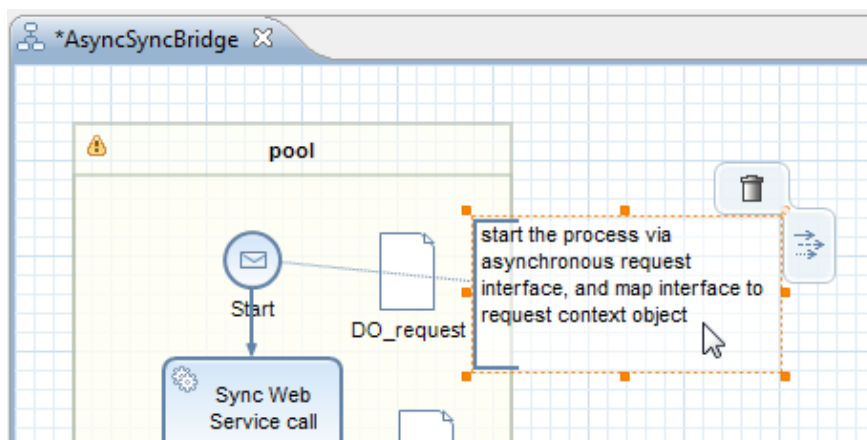 *AsyncSyncBridge
pool
start the process via
asynchronous request
interface, and map interface to
request context object
Start
DO_request
Sync Web
Service call